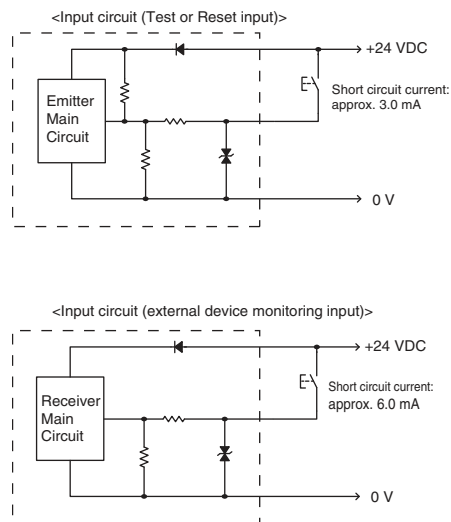 <Input circuit (Test or Reset input)>
+24 VDC
Emitter
Main
Circuit
Short circuit current:
approx. 3.0 mA
0 V
<Input circuit (external device monitoring input)>
+24 VDC
Receiver
Main
Circuit
Short circuit current:
approx. 6.0 mA
0 V